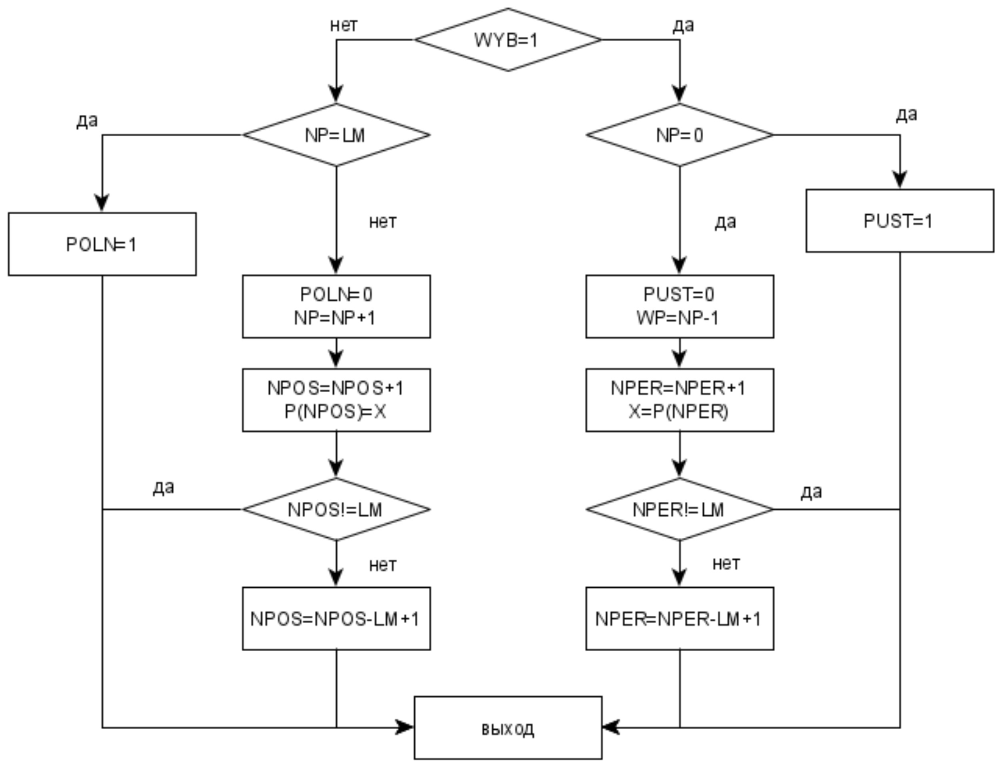 нет
да
WYB=1
да
NP=LM
NP=0
да
POLN=1
нет
да
PUST=1
POLN=0
NP=NP+1
PUST=0
WP=NP-1
NPOS=NPOS+1
P(NPOS)=X
NPER=NPER+1
X=P(NPER)
да
NPOS!=LM
NPER!=LM
да
нет
нет
NPOS=NPOS-LM+1
NPER=NPER-LM+1
выход